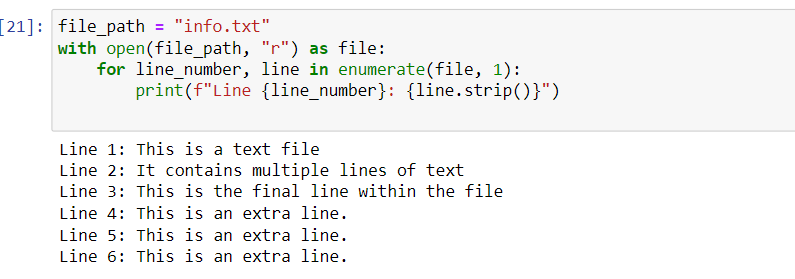 [21]: file_path = "info.txt"
with open(file_path, "r") as file:
    for line_number, line in enumerate(file, 1):
        print(f"Line {line_number}: {line.strip()}")
Line 1: This is a text file
Line 2: It contains multiple lines of text
Line 3: This is the final line within the file
Line 4: This is an extra line.
Line 5: This is an extra line.
Line 6: This is an extra line.